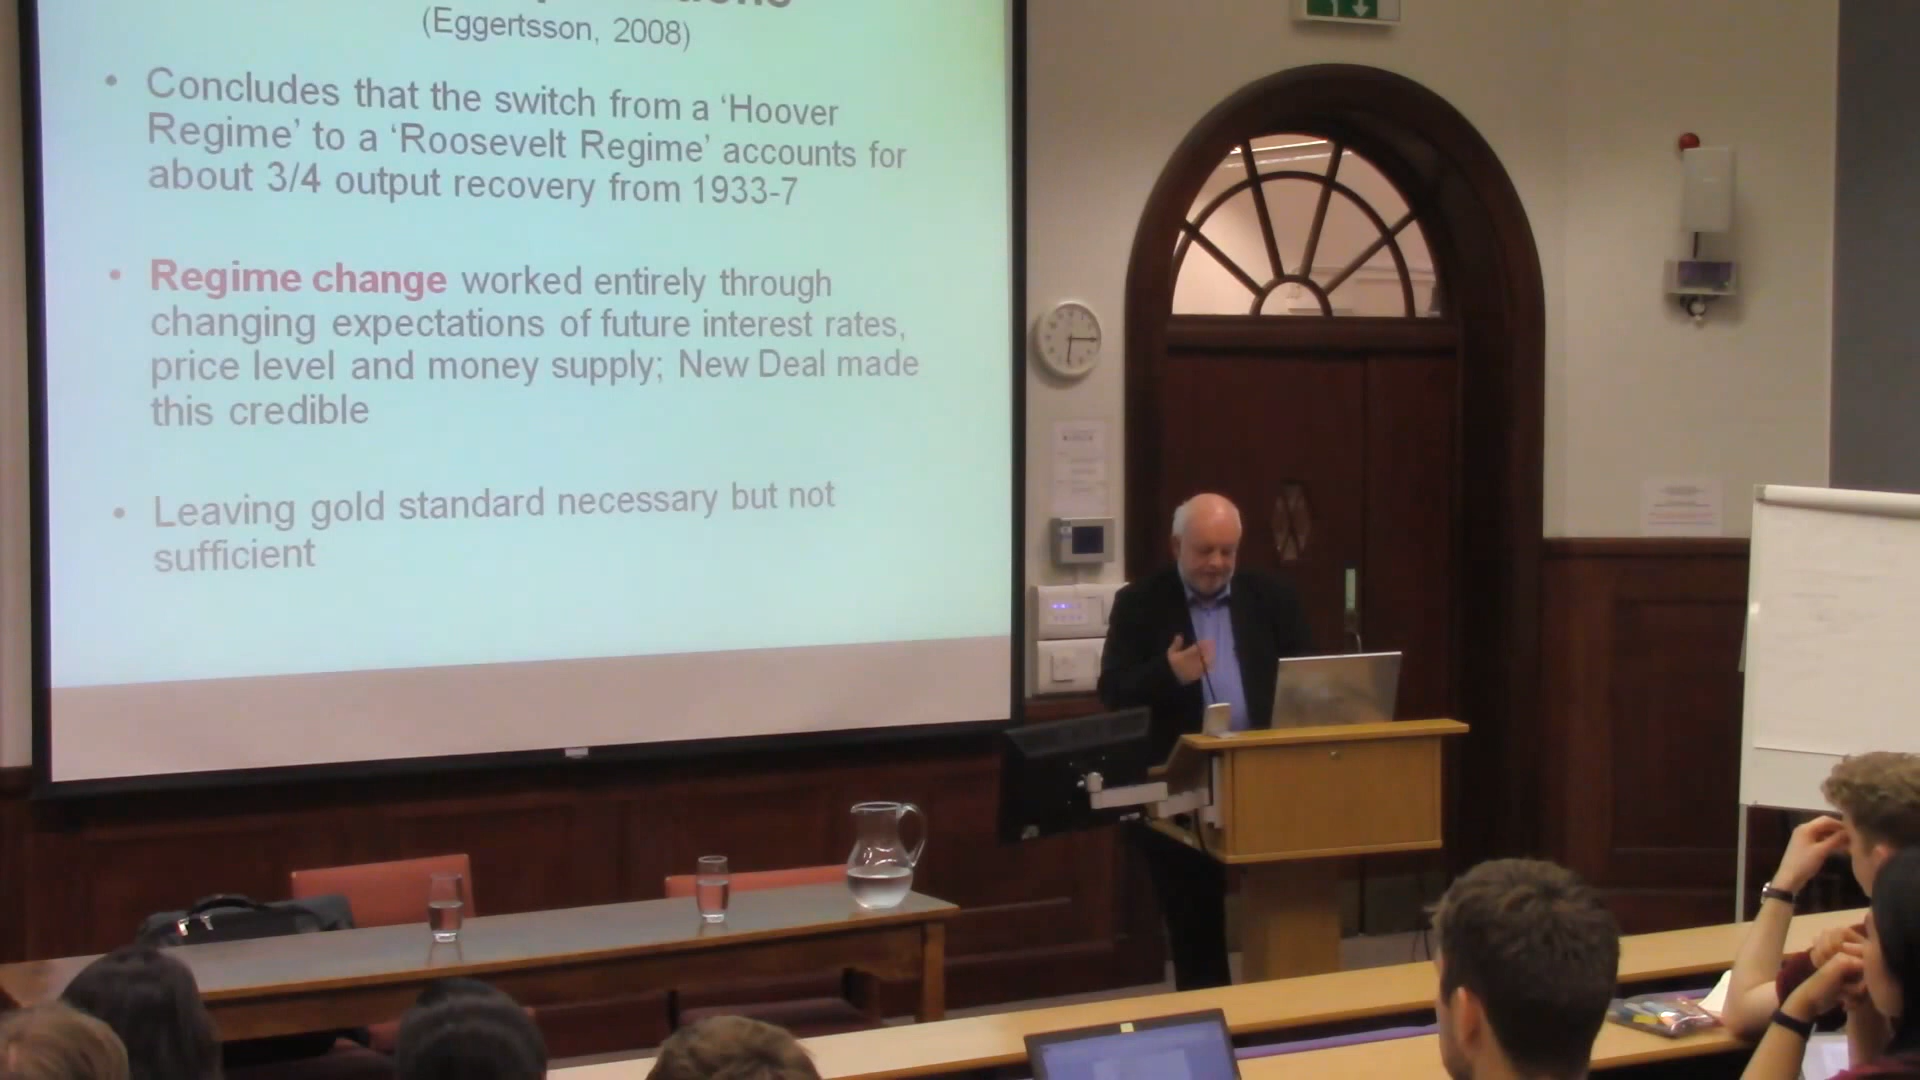 (Eggertsson, 2008)
• Concludes that the switch from a ‘Hoover
Regime’ to a ‘Roosevelt Regime’ accounts for
about 3/4 output recovery from 1933-7
• Regime change worked entirely through
changing expectations of future interest rates,
price level and money supply; New Deal made
this credible
• Leaving gold standard necessary but not
sufficient